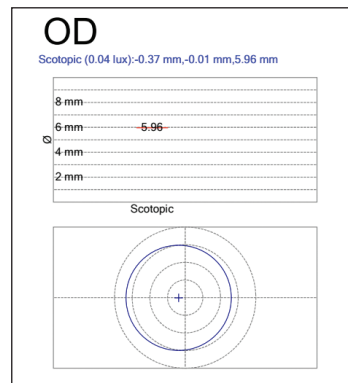 OD
Scotopic (0.04 lux):-0.37 mm,-0.01 mm,5.96 mm
8 mm
6 mm
5.96
Ø
4 mm
2 mm
Scotopic